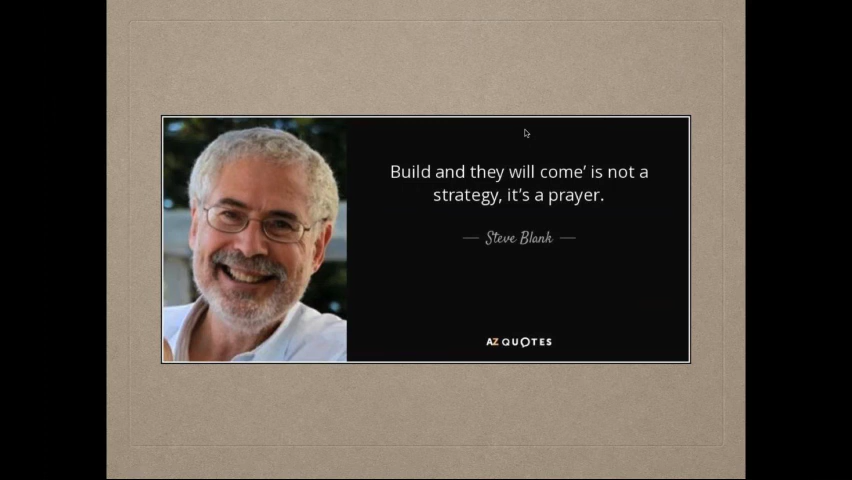 Build and they will come’ is not a
strategy, it’s a prayer.
— Steve Blank —
AZ QUOTES